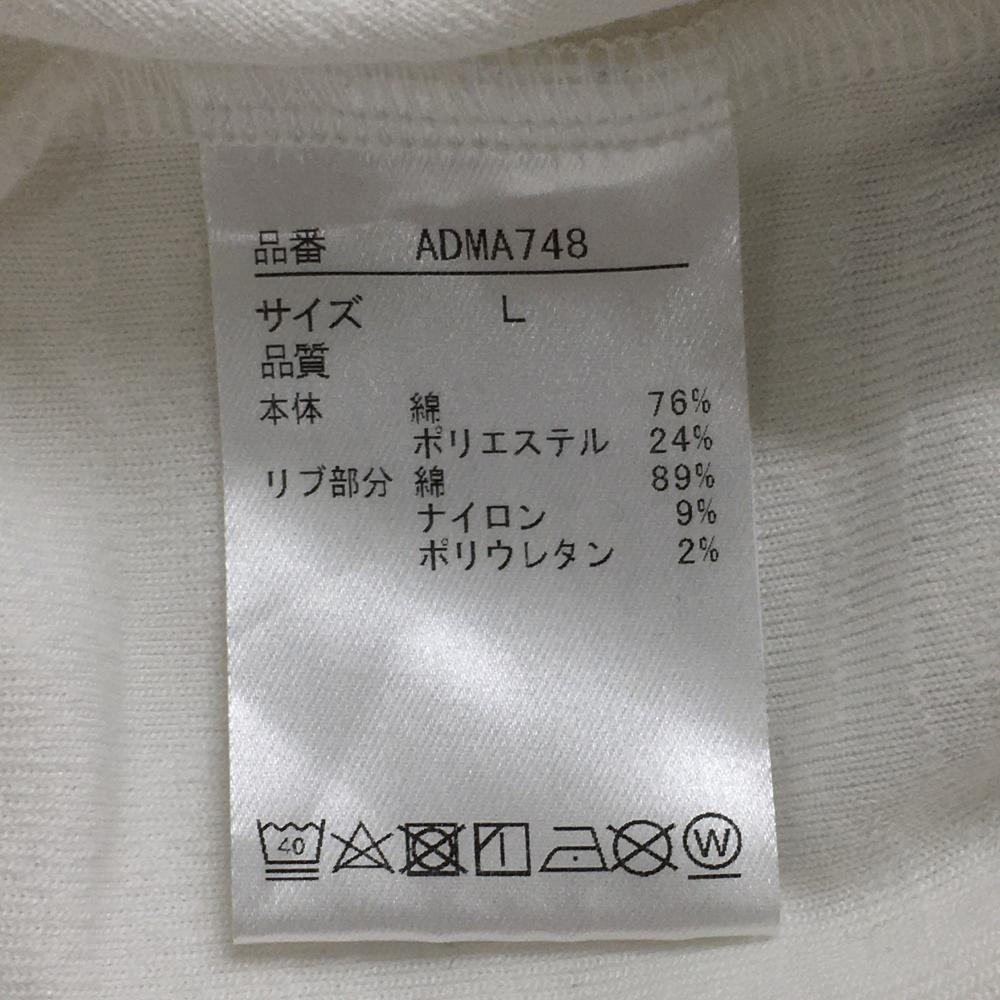 品番 ADMA748
サイズ L
品質
本体 綿 76%
ポリエステル 24%
リブ部分 綿 89%
ナイロン 9%
ポリウレタン 2%
40 W